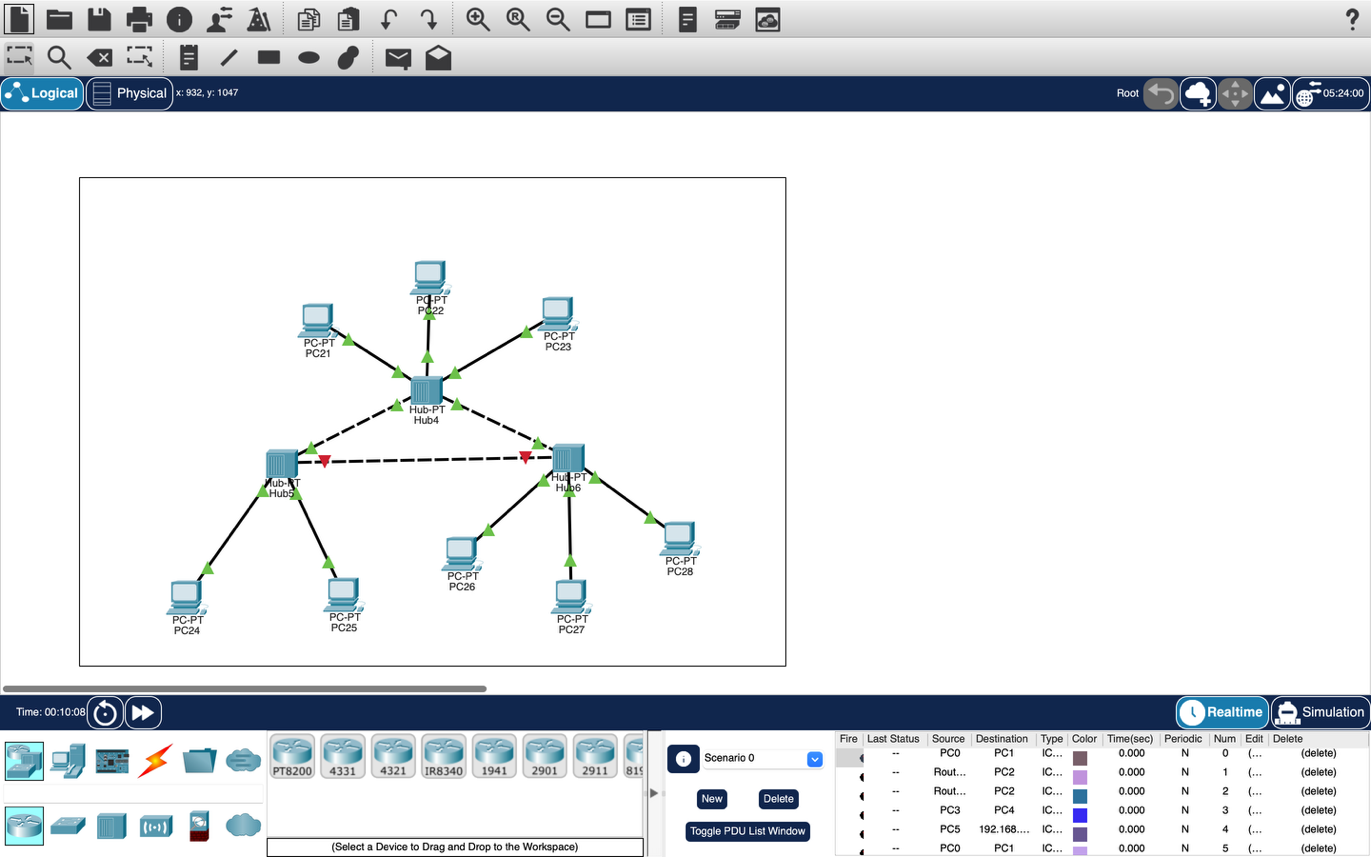 Logical
Physical
x: 932, y: 1047
Root
05:24:00
PC-PT
PC22
PC-PT
PC21
PC-PT
PC23
Hub-PT
Hub4
Hub-PT
Hub5
Hub-PT
Hub6
PC-PT
PC28
PC-PT
PC26
PC-PT
PC24
PC-PT
PC25
PC-PT
PC27
Time: 00:10:08
Realtime
Simulation
PT8200
4331
4321
IR8340
1941
2901
2911
819
(Select a Device to Drag and Drop to the Workspace)
Scenario 0
New
Delete
Toggle PDU List Window
Fire Last Status Source Destination Type Color Time(sec) Periodic Num Edit Delete
-- PC0 PC1 IC... 0.000 N 0 (... (delete)
-- Rout... PC2 IC... 0.000 N 1 (... (delete)
-- Rout... PC2 IC... 0.000 N 2 (... (delete)
-- PC3 PC4 IC... 0.000 N 3 (... (delete)
-- PC5 192.168.... IC... 0.000 N 4 (... (delete)
-- PC0 PC1 IC... 0.000 N 5 (... (delete)